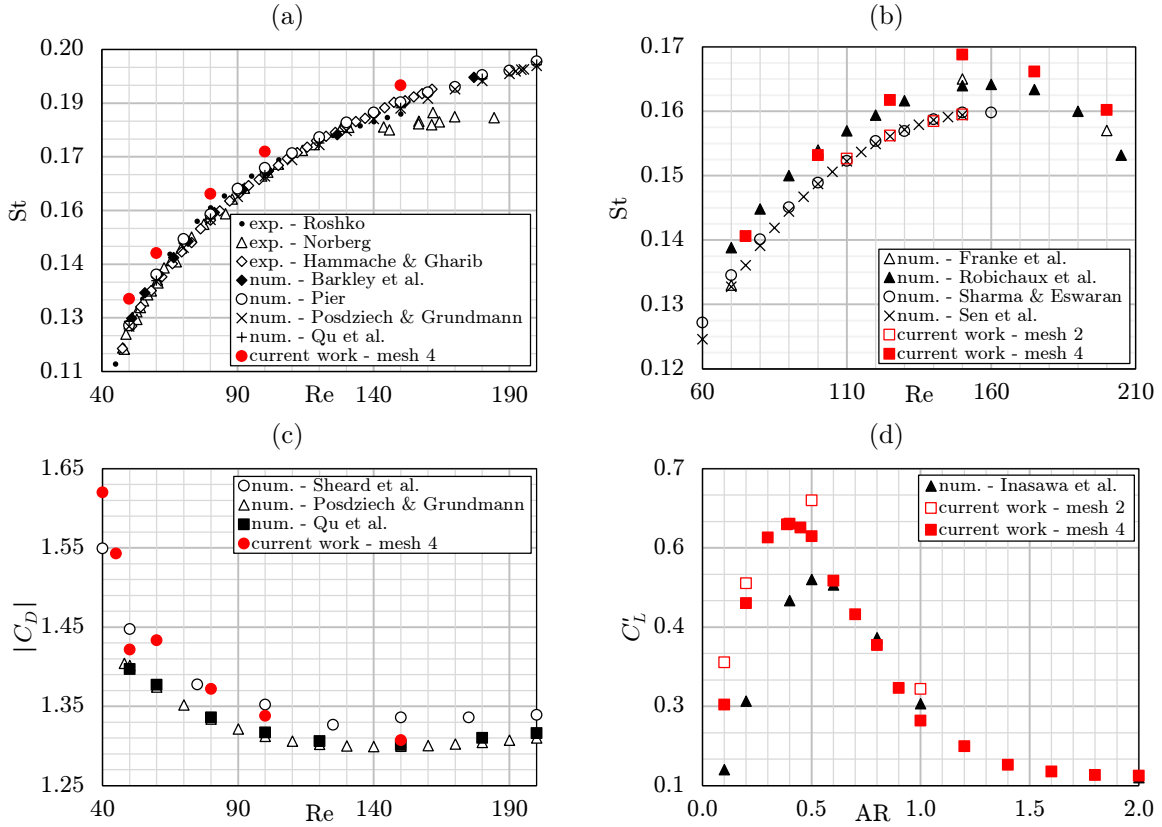 (a)
0.20
0.19
0.17
St
0.16
0.14
0.13
0.11
exp. - Roshko
exp. - Norberg
exp. - Hammache & Gharib
num. - Barkley et al.
num. - Pier
num. - Posdziech & Grundmann
num. - Qu et al.
current work - mesh 4
40
90
Re
140
190
(b)
0.17
0.16
0.15
St
0.14
0.13
0.12
num. - Franke et al.
num. - Robichaux et al.
num. - Sharma & Eswaran
num. - Sen et al.
current work - mesh 2
current work - mesh 4
60
110
Re
160
210
(c)
1.65
1.55
1.45
|C_D|
1.35
1.25
num. - Sheard et al.
num. - Posdziech & Grundmann
num. - Qu et al.
current work - mesh 4
40
90
Re
140
190
(d)
0.7
0.6
0.4
C'_L
0.3
0.1
num. - Inasawa et al.
current work - mesh 2
current work - mesh 4
0.0
0.5
AR
1.0
1.5
2.0